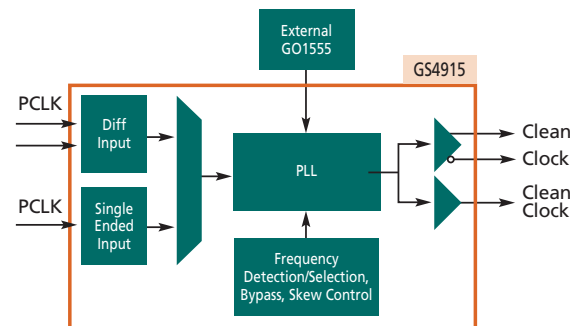 External
GO1555
GS4915
PCLK
Diff
Input
Clean
Clock
PLL
PCLK
Single
Ended
Input
Clean
Clock
Frequency
Detection/Selection,
Bypass, Skew Control